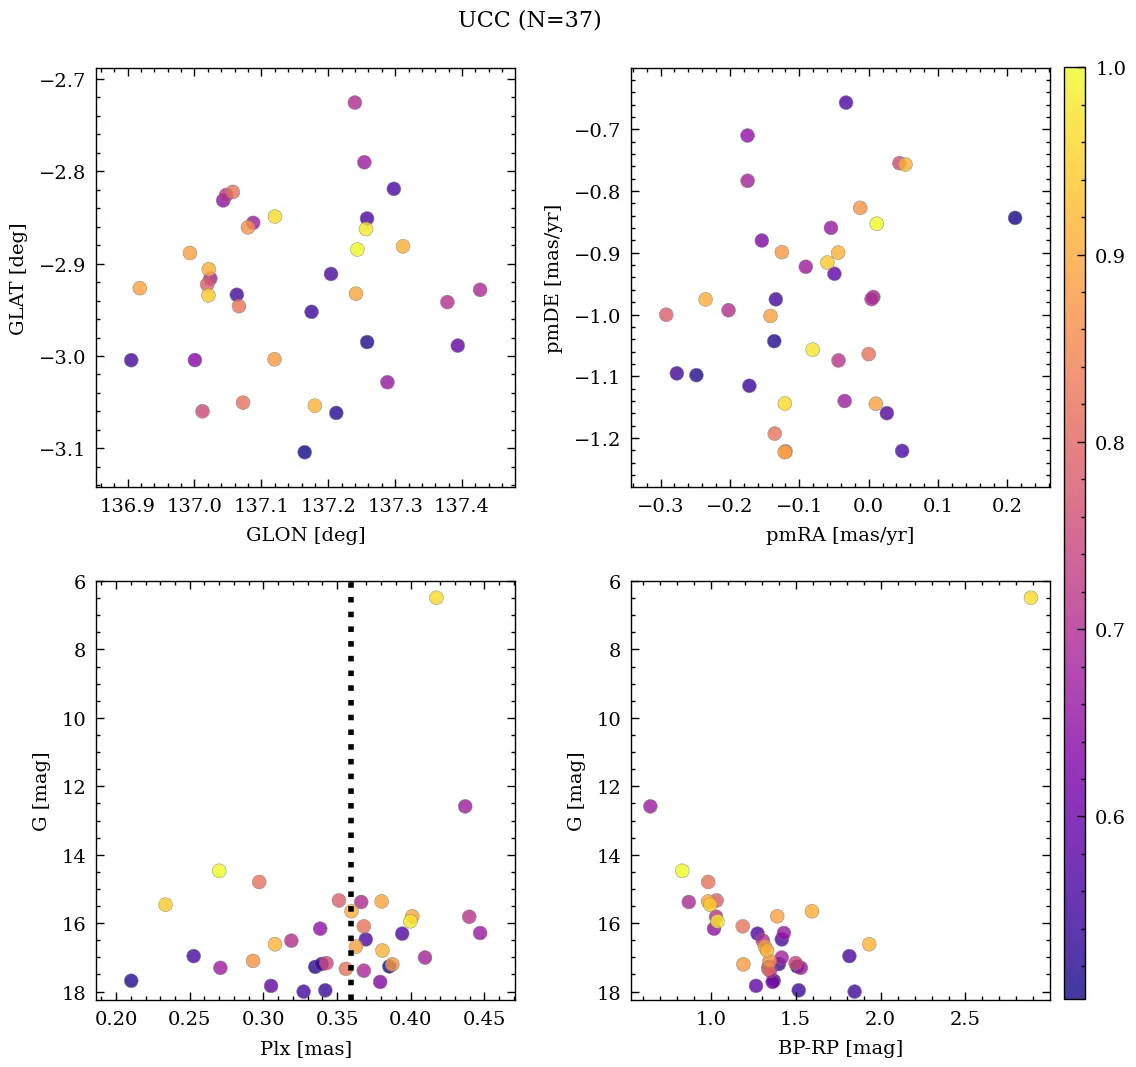 UCC (N=37)
−2.7
−2.8
−2.9
−3.0
−3.1
GLAT [deg]
136.9 137.0 137.1 137.2 137.3 137.4
GLON [deg]
−0.7
−0.8
−0.9
−1.0
−1.1
−1.2
pmDE [mas/yr]
−0.3 −0.2 −0.1 0.0 0.1 0.2
pmRA [mas/yr]
1.0
0.9
0.8
0.7
0.6
6
8
10
12
14
16
18
G [mag]
0.20 0.25 0.30 0.35 0.40 0.45
Plx [mas]
6
8
10
12
14
16
18
G [mag]
1.0 1.5 2.0 2.5
BP-RP [mag]